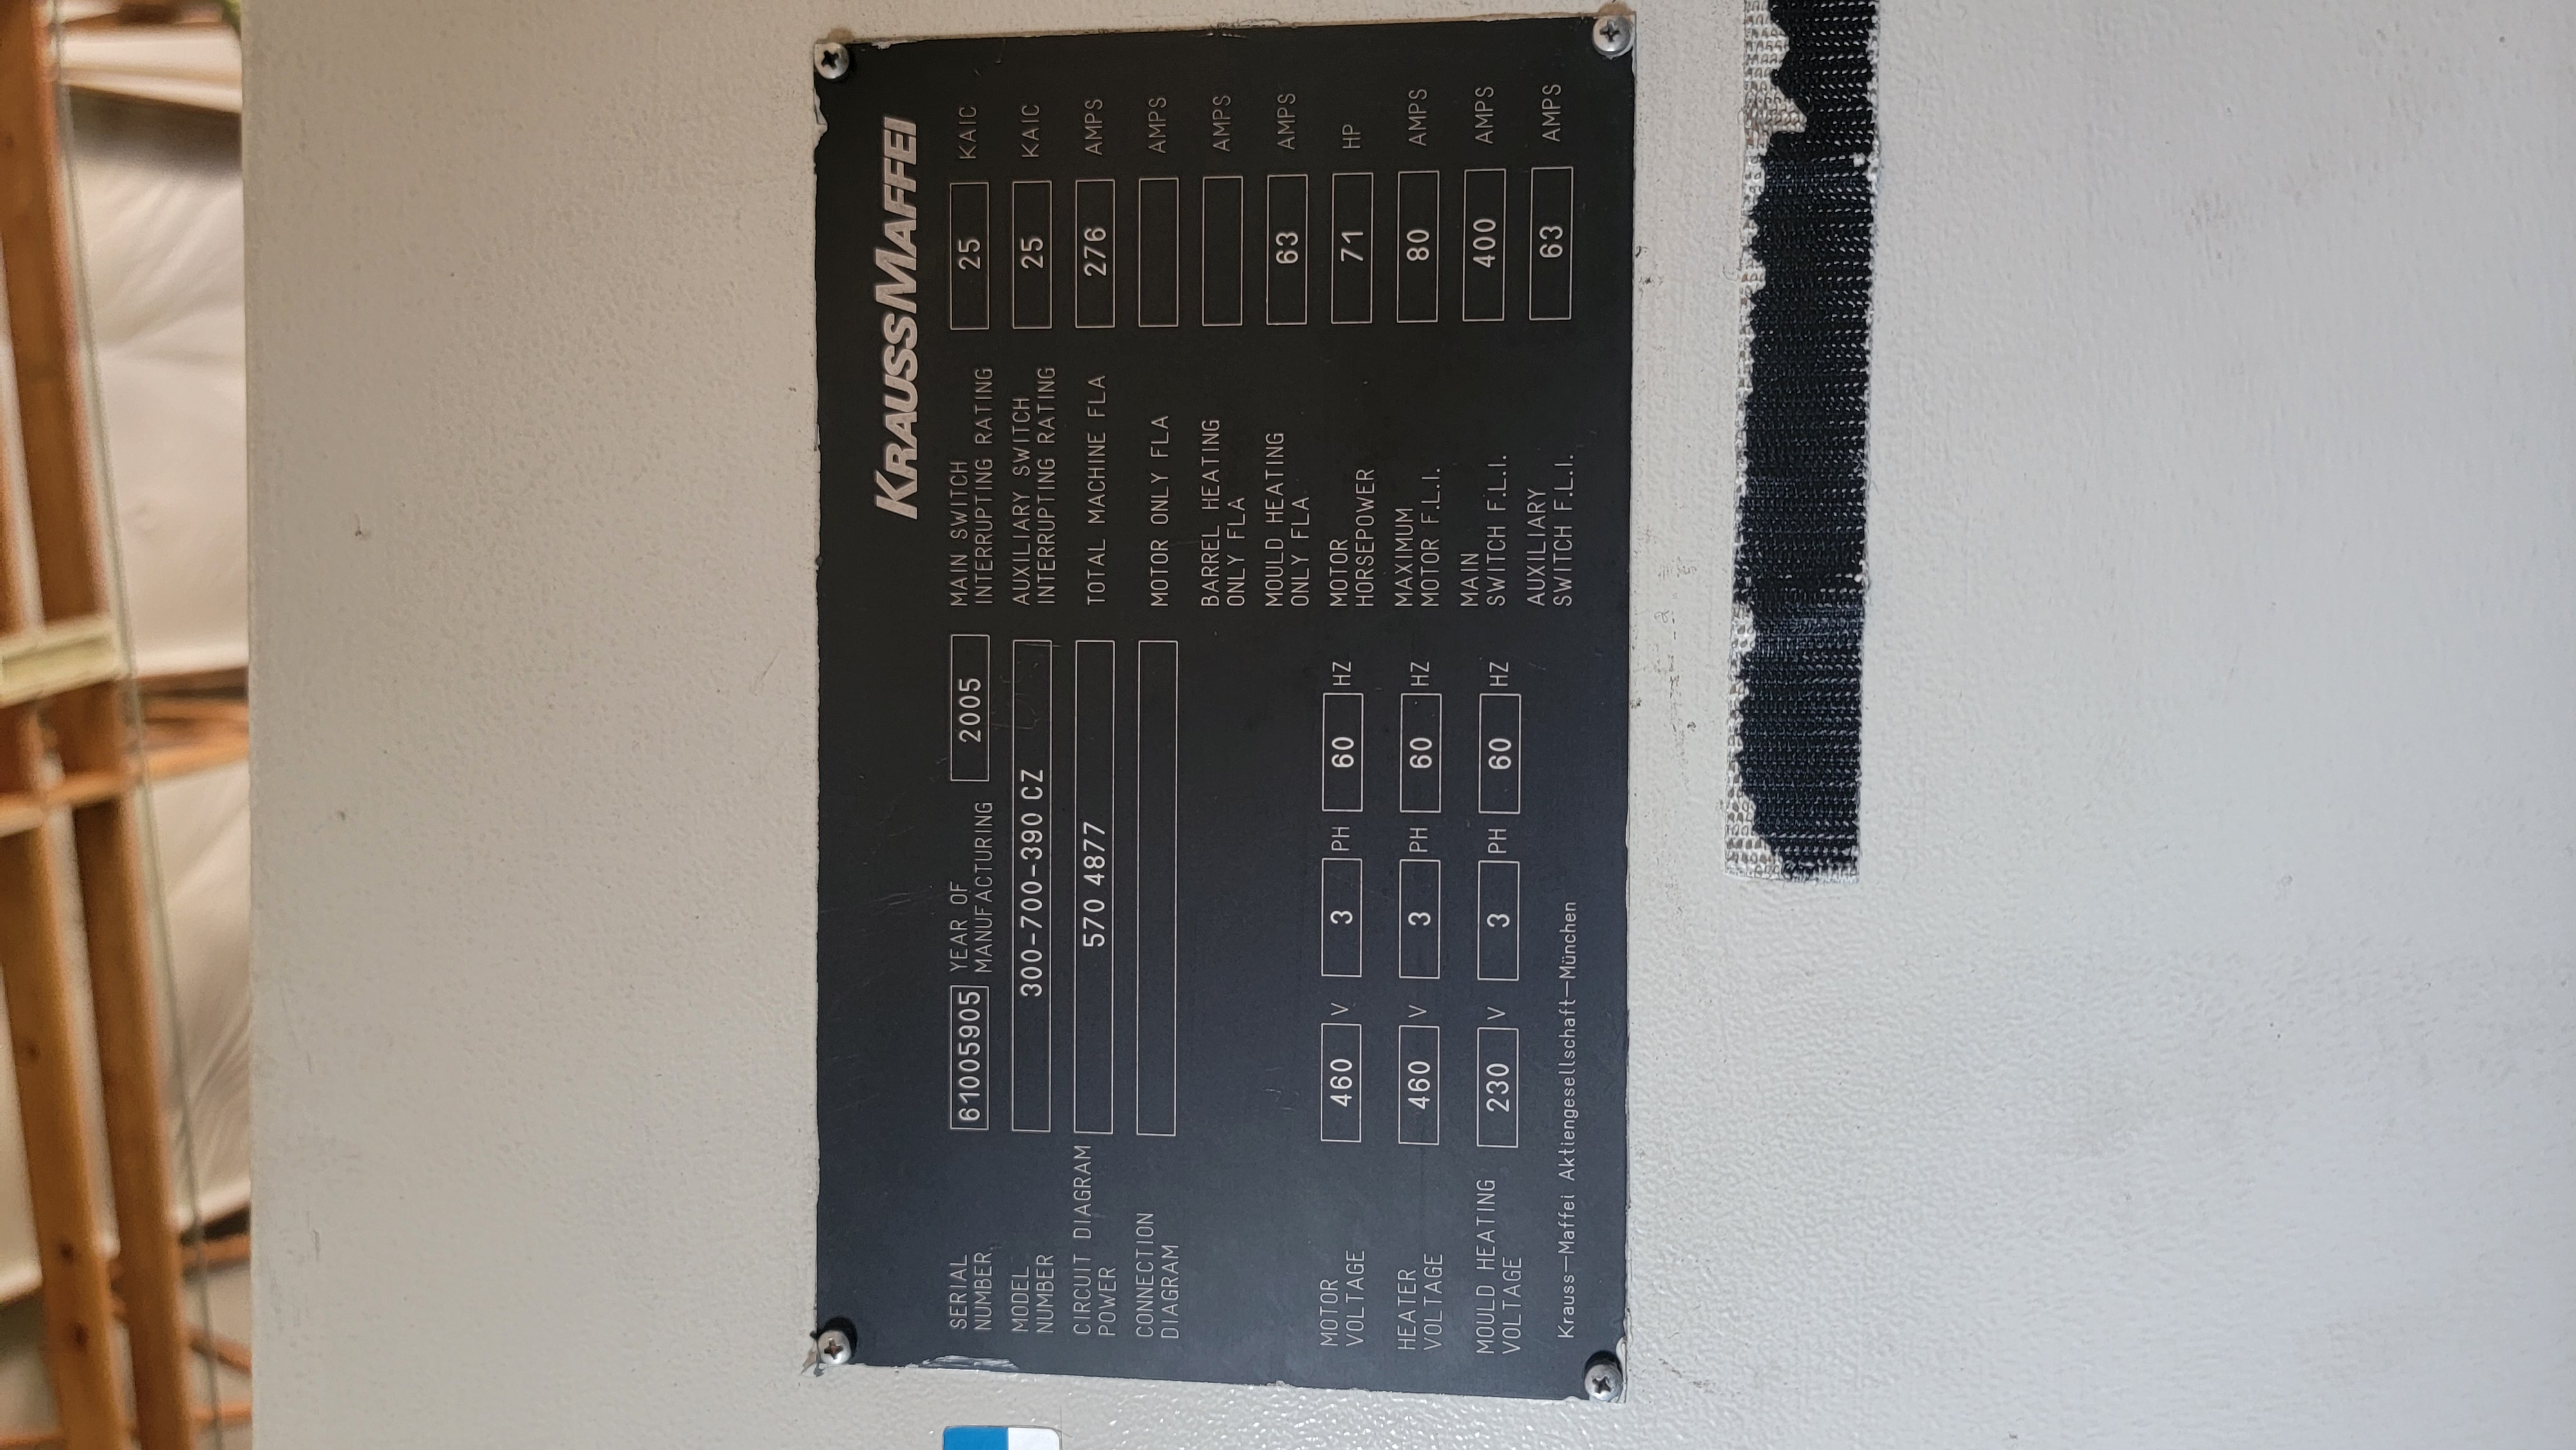 KRAUSSMAFFEI
SERIAL NUMBER 61005905 YEAR OF MANUFACTURING 2005
MODEL NUMBER 300-700-390 CZ
CIRCUIT DIAGRAM POWER 570 4877
CONNECTION DIAGRAM
MOTOR VOLTAGE 460 V 3 PH 60 HZ
HEATER VOLTAGE 460 V 3 PH 60 HZ
MOULD HEATING VOLTAGE 230 V 3 PH 60 HZ
Krauss-Maffei Aktiengesellschaft-München
MAIN SWITCH INTERRUPTING RATING 25 KAIC
AUXILIARY SWITCH INTERRUPTING RATING 25 KAIC
TOTAL MACHINE FLA 276 AMPS
MOTOR ONLY FLA AMPS
BARREL HEATING ONLY FLA AMPS
MOULD HEATING ONLY FLA 63 AMPS
MOTOR HORSEPOWER 71 HP
MAXIMUM MOTOR F.L.I. 80 AMPS
MAIN SWITCH F.L.I. 400 AMPS
AUXILIARY SWITCH F.L.I. 63 AMPS